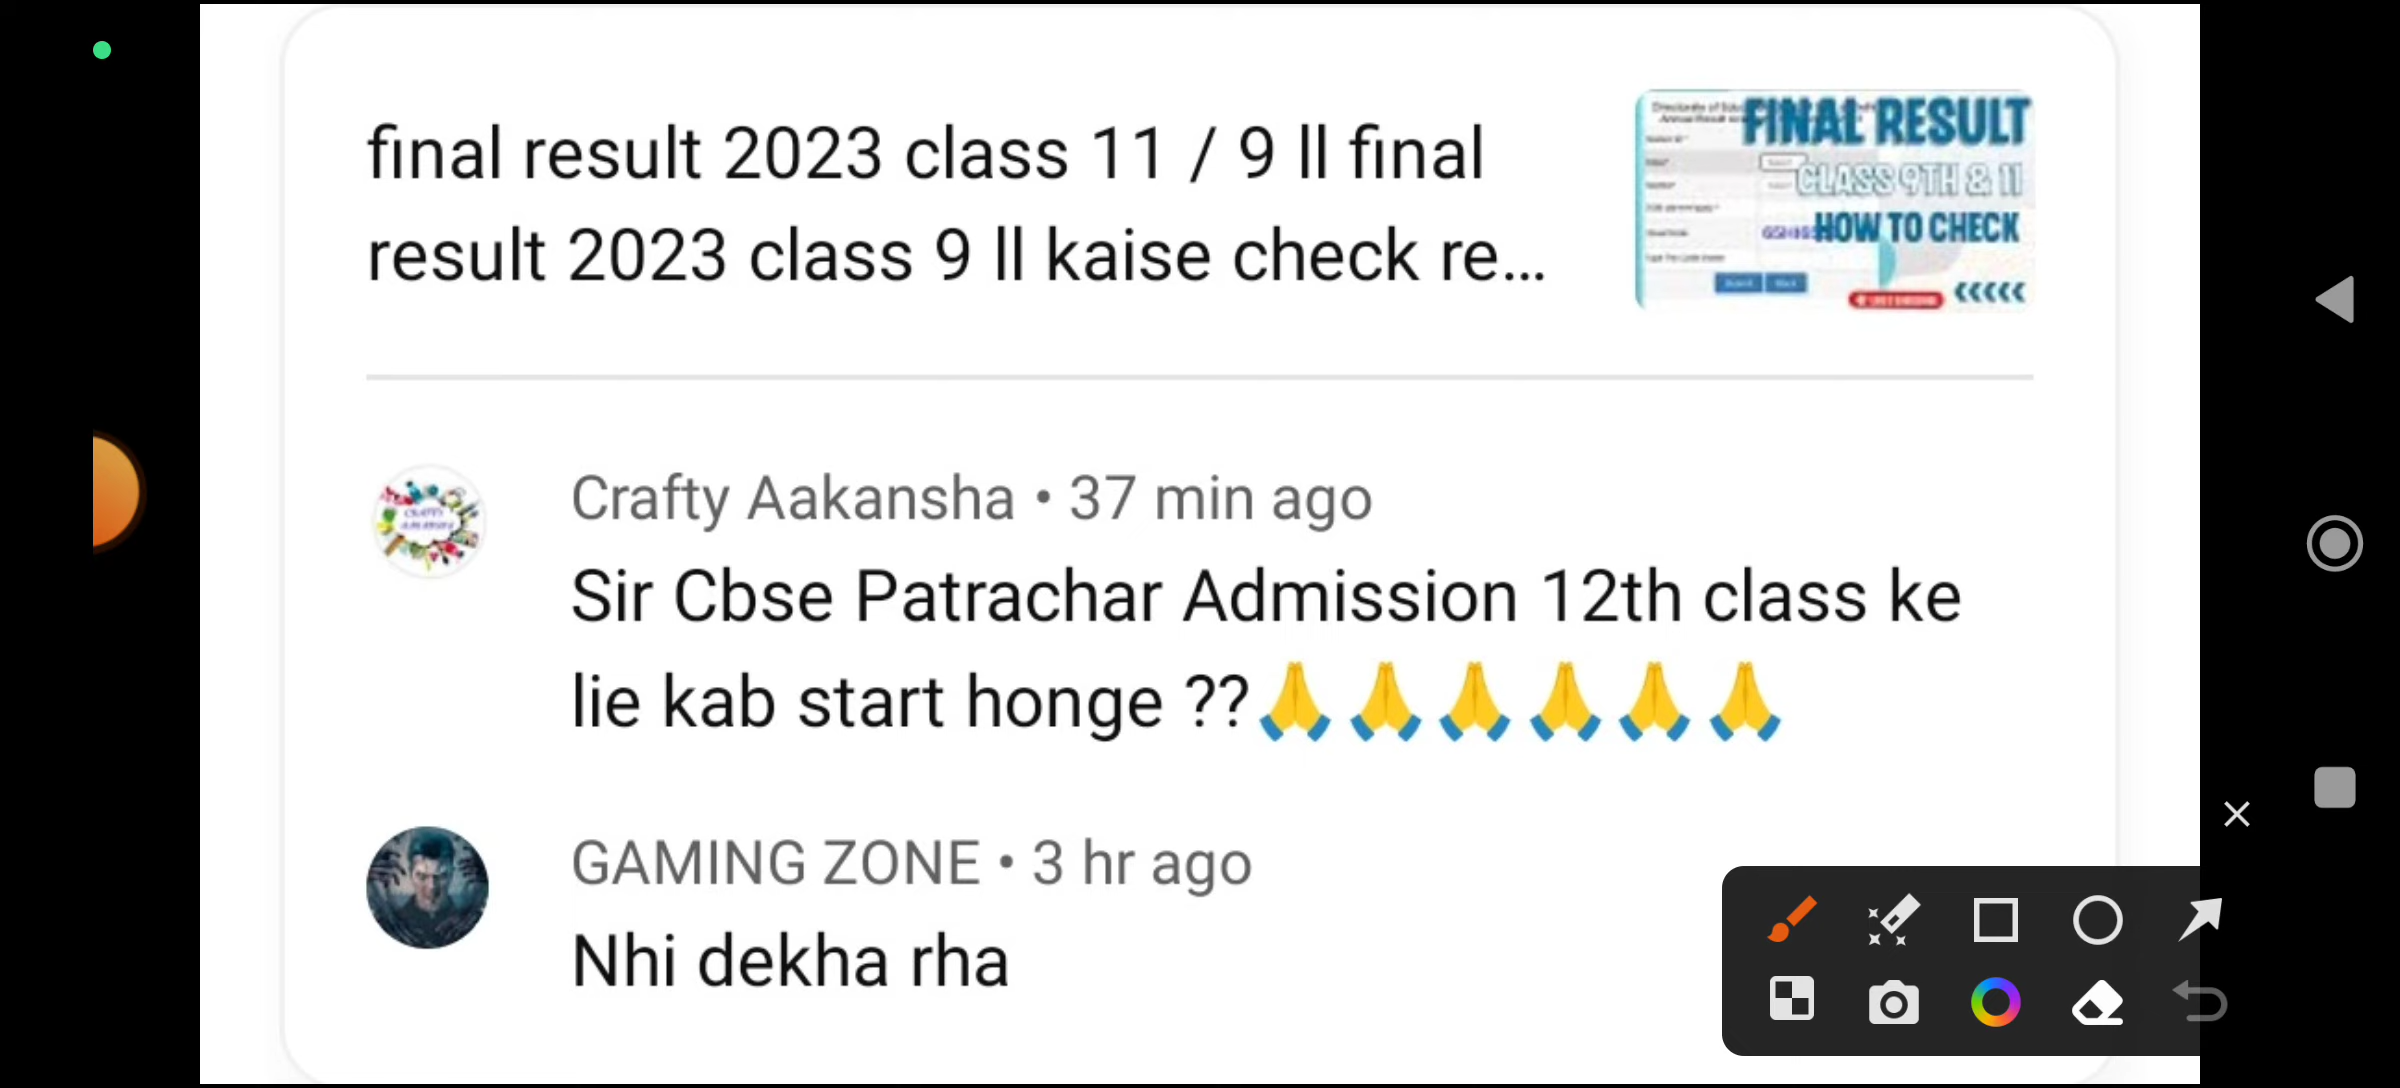 final result 2023 class 11 / 9 ll final
result 2023 class 9 ll kaise check re...
FINAL RESULT
CLASS 9TH & 11
HOW TO CHECK
Crafty Aakansha • 37 min ago
Sir Cbse Patrachar Admission 12th class ke
lie kab start honge ??🙏🙏🙏🙏🙏🙏
GAMING ZONE • 3 hr ago
Nhi dekha rha